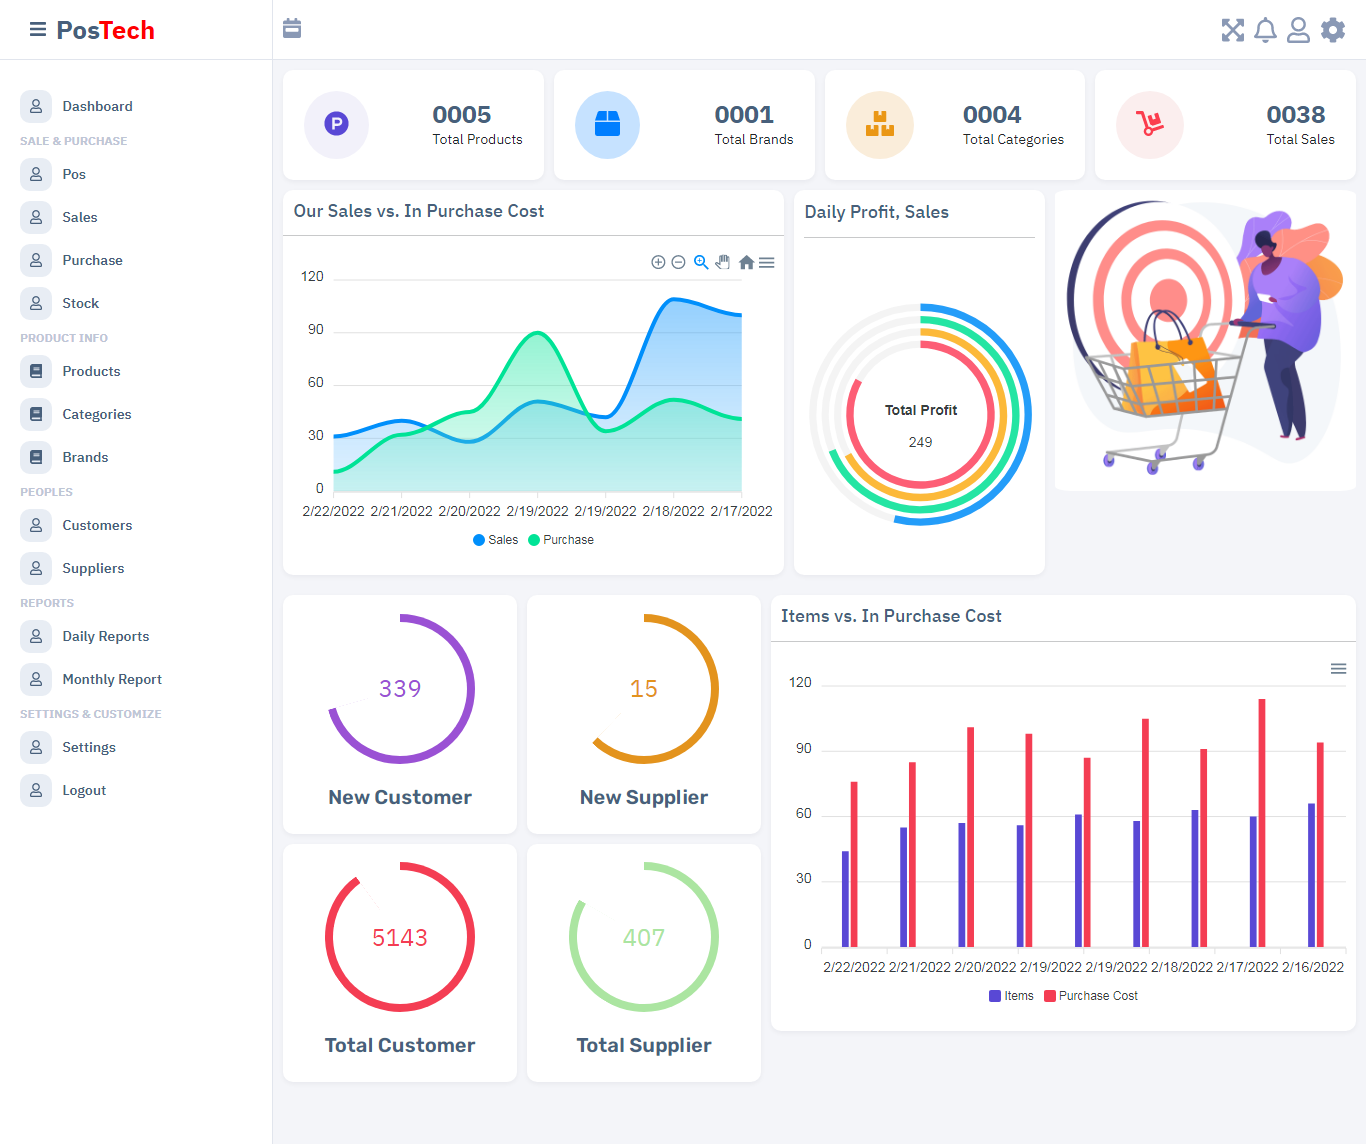 PosTech
Dashboard
SALE & PURCHASE
Pos
Sales
Purchase
Stock
PRODUCT INFO
Products
Categories
Brands
PEOPLES
Customers
Suppliers
REPORTS
Daily Reports
Monthly Report
SETTINGS & CUSTOMIZE
Settings
Logout
P
0005
Total Products
0001
Total Brands
0004
Total Categories
0038
Total Sales
Our Sales vs. In Purchase Cost
120
90
60
30
0
2/22/2022 2/21/2022 2/20/2022 2/19/2022 2/19/2022 2/18/2022 2/17/2022
Sales Purchase
Daily Profit, Sales
Total Profit
249
339
New Customer
15
New Supplier
5143
Total Customer
407
Total Supplier
Items vs. In Purchase Cost
120
90
60
30
0
2/22/2022 2/21/2022 2/20/2022 2/19/2022 2/19/2022 2/18/2022 2/17/2022 2/16/2022
Items Purchase Cost